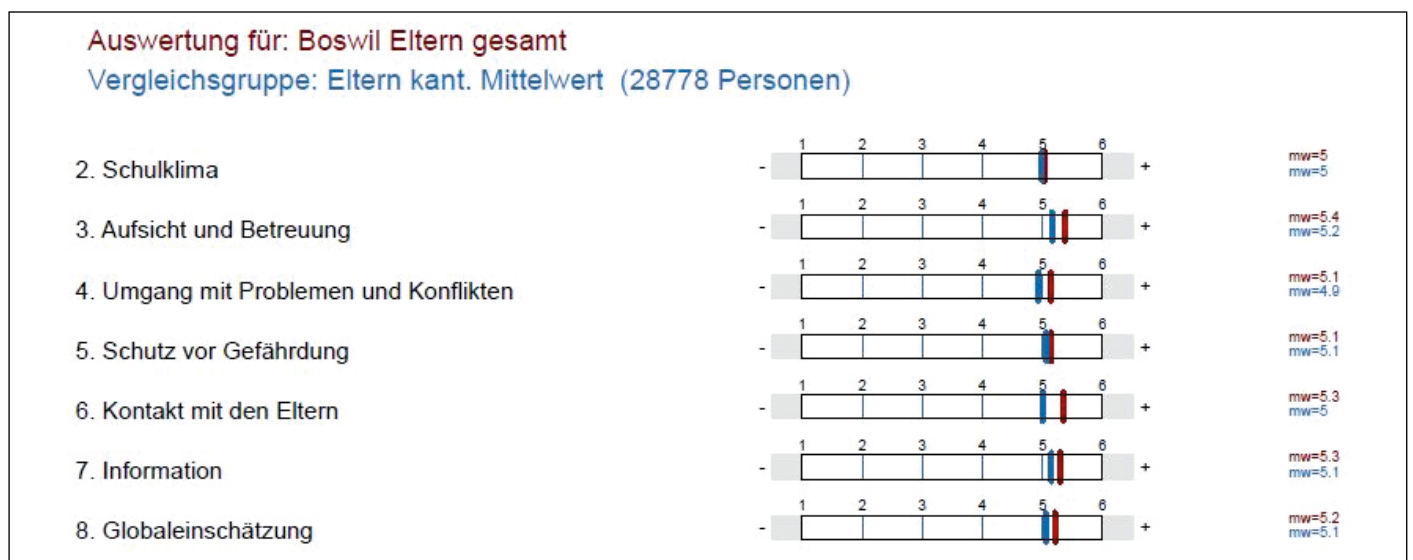 Auswertung für: Boswil Eltern gesamt
Vergleichsgruppe: Eltern kant. Mittelwert (28778 Personen)
1 2 3 4 5 6
2. Schulklima - + mw=5
mw=5
1 2 3 4 5 6
3. Aufsicht und Betreuung - + mw=5.4
mw=5.2
1 2 3 4 5 6
4. Umgang mit Problemen und Konflikten - + mw=5.1
mw=4.9
1 2 3 4 5 6
5. Schutz vor Gefährdung - + mw=5.1
mw=5.1
1 2 3 4 5 6
6. Kontakt mit den Eltern - + mw=5.3
mw=5
1 2 3 4 5 6
7. Information - + mw=5.3
mw=5.1
1 2 3 4 5 6
8. Globaleinschätzung - + mw=5.2
mw=5.1